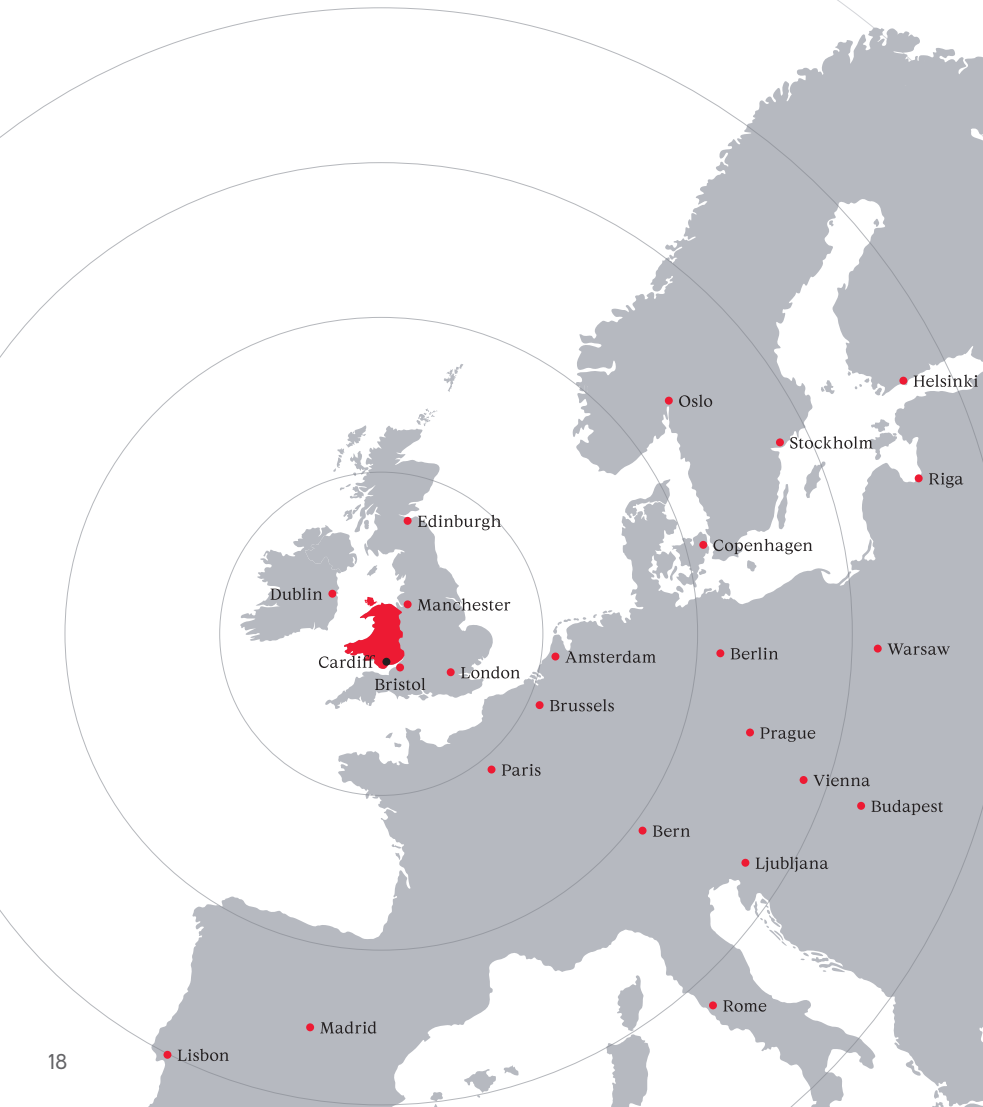 Helsinki
Oslo
Stockholm
Riga
Edinburgh
Copenhagen
Dublin
Manchester
Warsaw
Berlin
Amsterdam
Cardiff
London
Bristol
Brussels
Prague
Paris
Vienna
Budapest
Bern
Ljubljana
Rome
Madrid
Lisbon
18